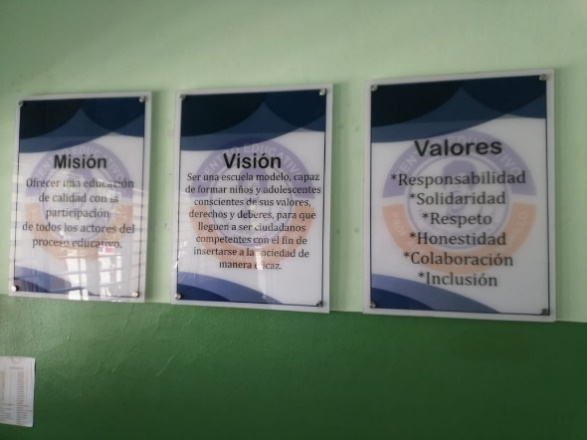 Misión
Ofrecer una educación
de calidad con la
participación
de todos los actores del
proceso educativo.
Visión
Ser una escuela modelo, capaz
de formar niños y adolescentes
conscientes de sus valores,
derechos y deberes, para que
lleguen a ser ciudadanos
competentes con el fin de
insertarse a la sociedad de
manera eficaz.
Valores
*Responsabilidad
*Solidaridad
*Respeto
*Honestidad
*Colaboración
*Inclusión